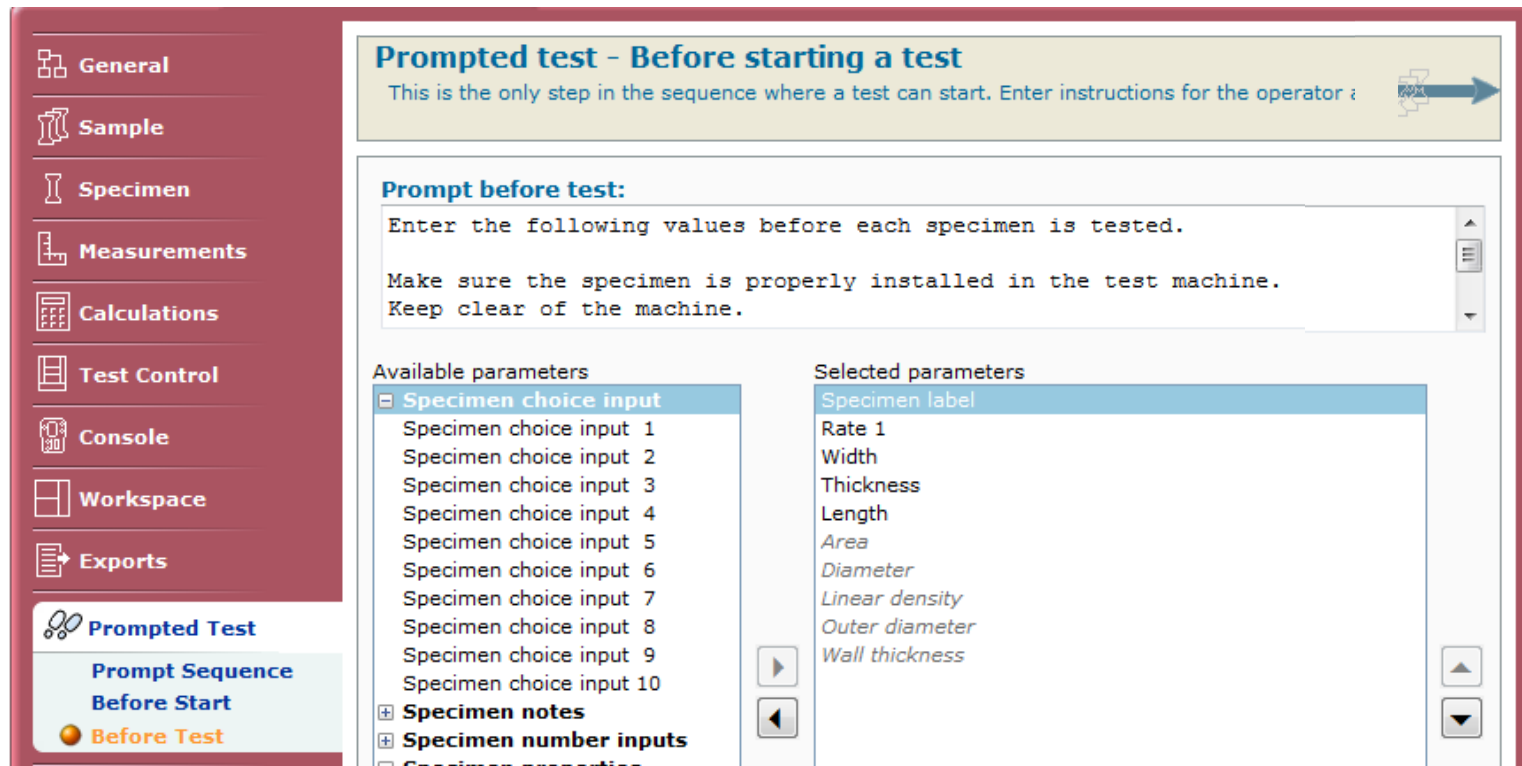 General
Sample
Specimen
Measurements
Calculations
Test Control
Console
Workspace
Exports
Prompted Test
Prompt Sequence
Before Start
Before Test
Prompted test - Before starting a test
This is the only step in the sequence where a test can start. Enter instructions for the operator
Prompt before test:
Enter the following values before each specimen is tested.
Make sure the specimen is properly installed in the test machine.
Keep clear of the machine.
Available parameters
Specimen choice input
Specimen choice input 1
Specimen choice input 2
Specimen choice input 3
Specimen choice input 4
Specimen choice input 5
Specimen choice input 6
Specimen choice input 7
Specimen choice input 8
Specimen choice input 9
Specimen choice input 10
Specimen notes
Specimen number inputs
Specimen properties
Selected parameters
Specimen label
Rate 1
Width
Thickness
Length
Area
Diameter
Linear density
Outer diameter
Wall thickness